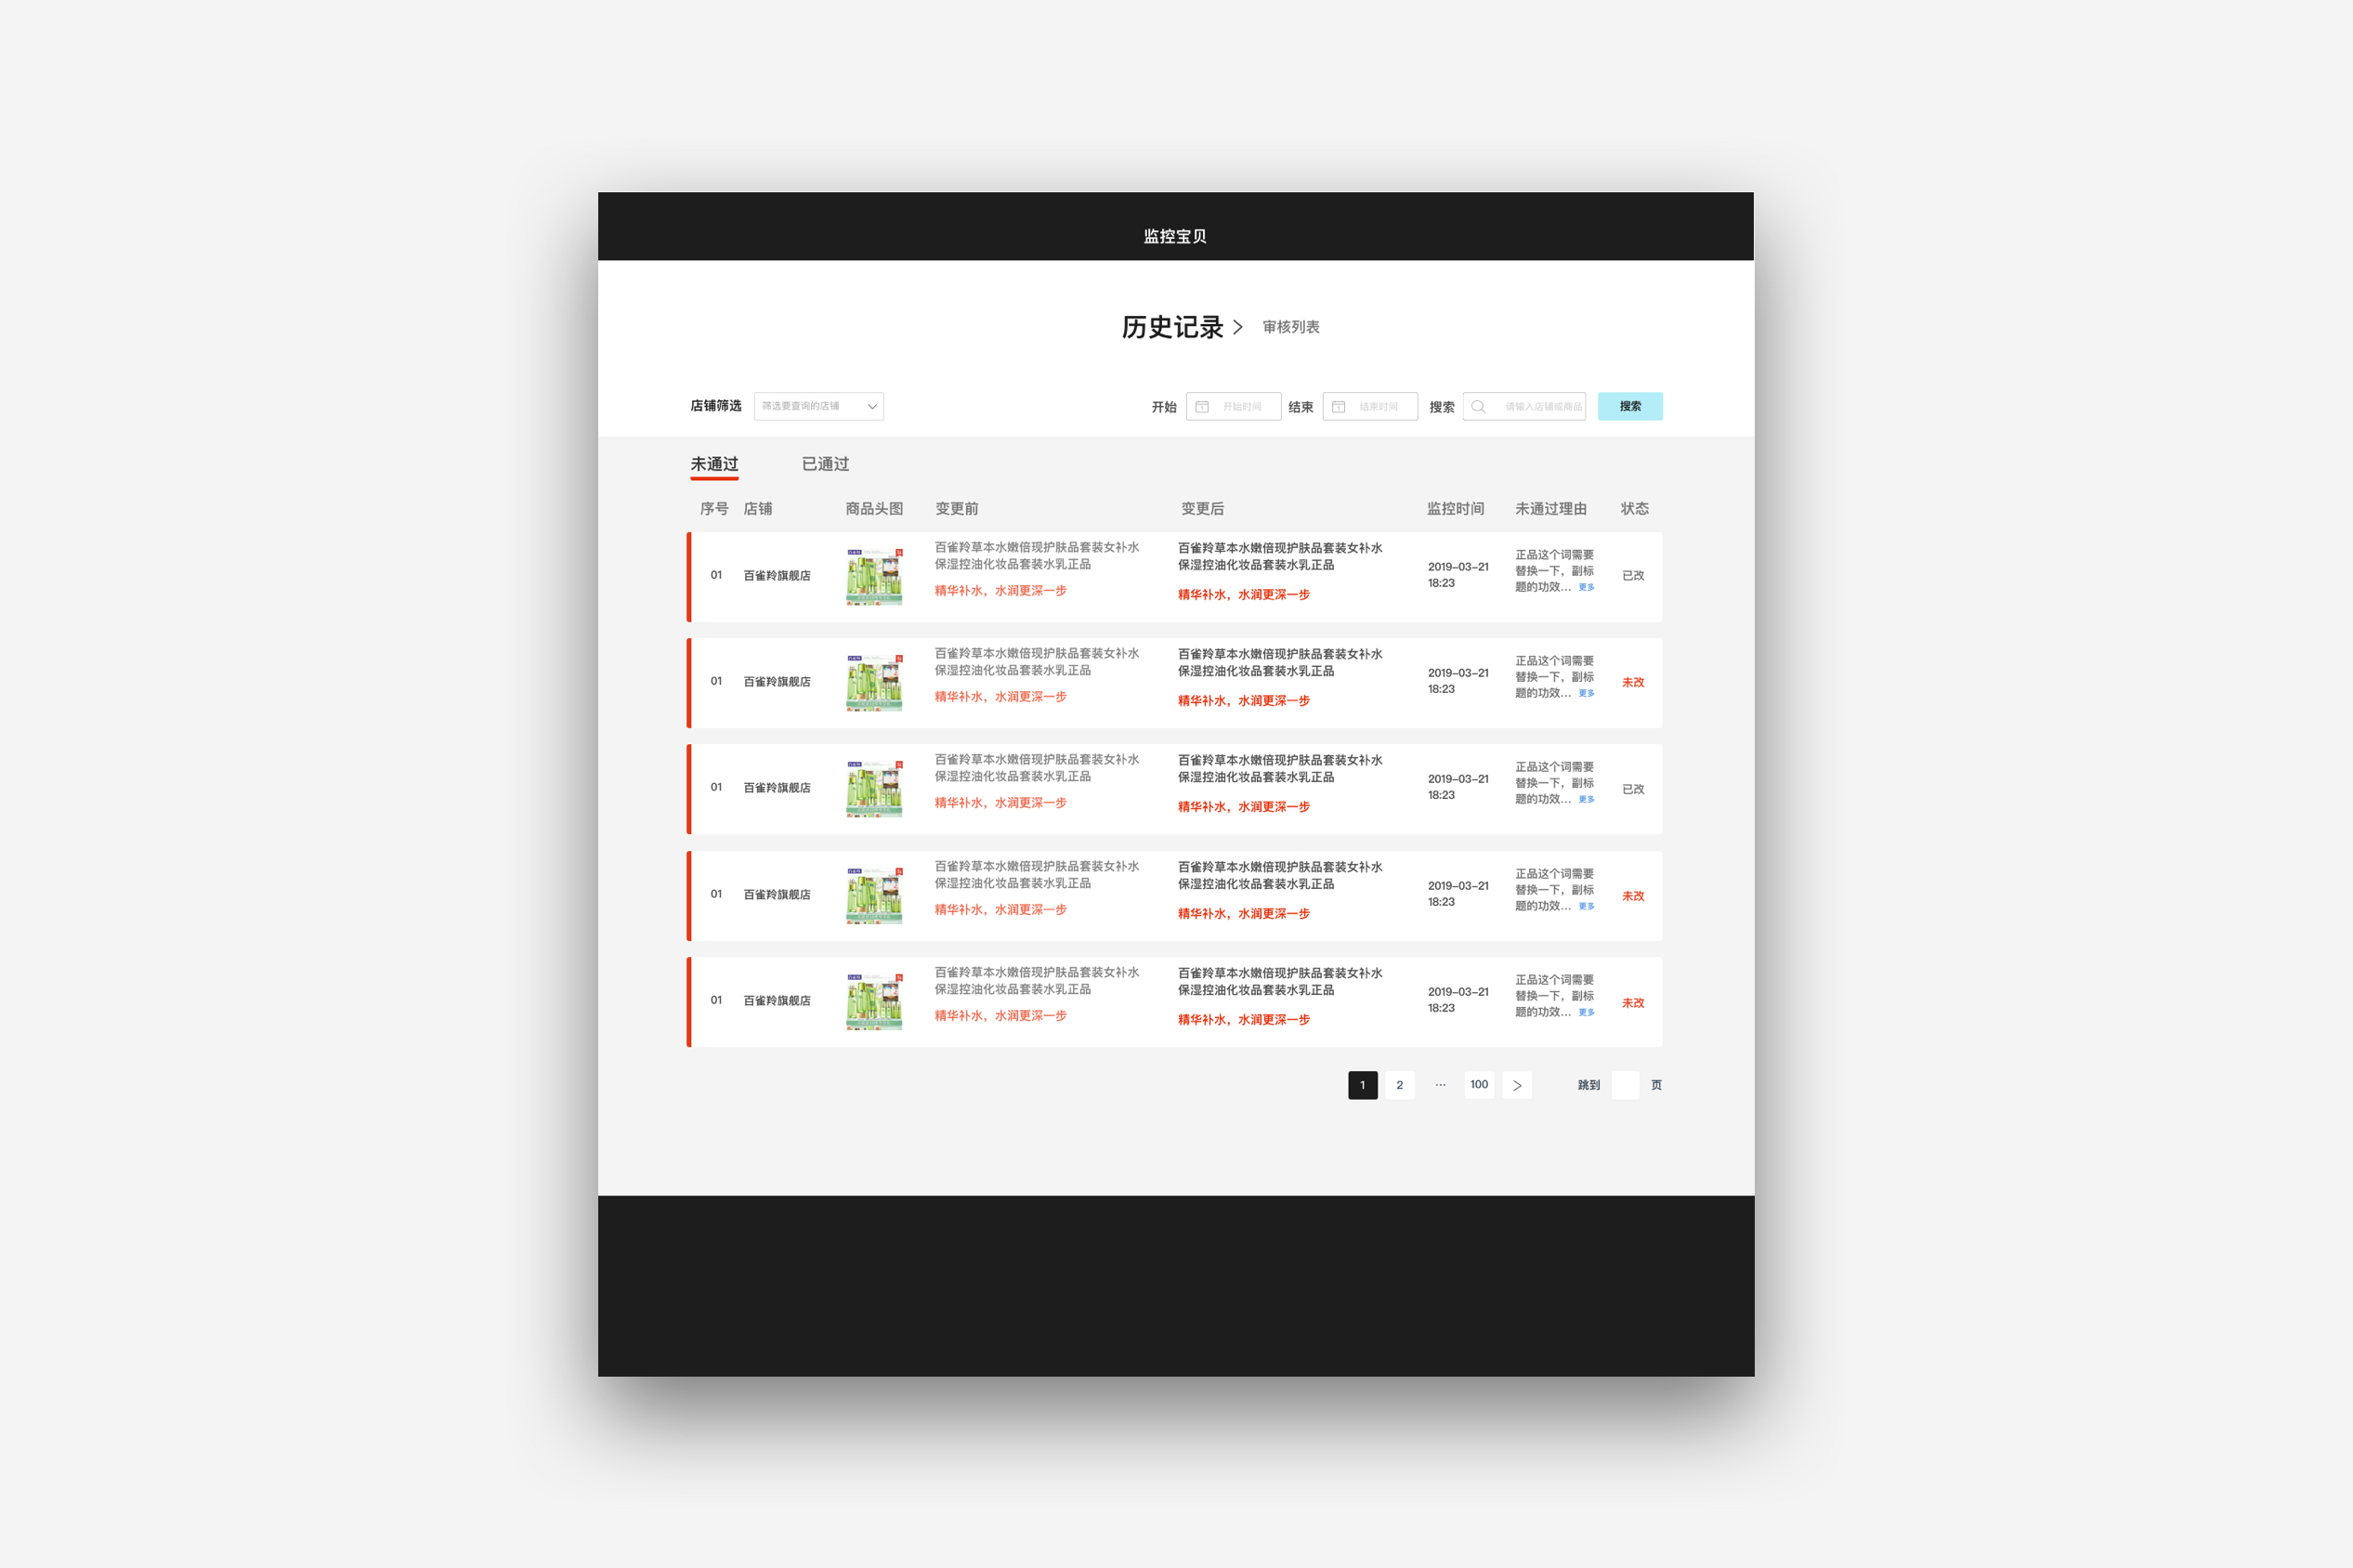 监控宝贝
历史记录 > 审核列表
店铺筛选 筛选要查询的店铺 开始 开始时间 结束 结束时间 搜索 请输入店铺或商品 搜索
未通过 已通过
序号 店铺 商品头图 变更前 变更后 监控时间 未通过理由 状态
01
百雀羚旗舰店
百雀羚
百雀羚草本水嫩倍现护肤品套装女补水
保湿控油化妆品套装水乳正品
精华补水，水润更深一步
百雀羚草本水嫩倍现护肤品套装女补水
保湿控油化妆品套装水乳正品
精华补水，水润更深一步
2019-03-21
18:23
正品这个词需要
替换一下，副标
题的功效... 更多
已改
01
百雀羚旗舰店
百雀羚
百雀羚草本水嫩倍现护肤品套装女补水
保湿控油化妆品套装水乳正品
精华补水，水润更深一步
百雀羚草本水嫩倍现护肤品套装女补水
保湿控油化妆品套装水乳正品
精华补水，水润更深一步
2019-03-21
18:23
正品这个词需要
替换一下，副标
题的功效... 更多
未改
01
百雀羚旗舰店
百雀羚
百雀羚草本水嫩倍现护肤品套装女补水
保湿控油化妆品套装水乳正品
精华补水，水润更深一步
百雀羚草本水嫩倍现护肤品套装女补水
保湿控油化妆品套装水乳正品
精华补水，水润更深一步
2019-03-21
18:23
正品这个词需要
替换一下，副标
题的功效... 更多
已改
01
百雀羚旗舰店
百雀羚
百雀羚草本水嫩倍现护肤品套装女补水
保湿控油化妆品套装水乳正品
精华补水，水润更深一步
百雀羚草本水嫩倍现护肤品套装女补水
保湿控油化妆品套装水乳正品
精华补水，水润更深一步
2019-03-21
18:23
正品这个词需要
替换一下，副标
题的功效... 更多
未改
01
百雀羚旗舰店
百雀羚
百雀羚草本水嫩倍现护肤品套装女补水
保湿控油化妆品套装水乳正品
精华补水，水润更深一步
百雀羚草本水嫩倍现护肤品套装女补水
保湿控油化妆品套装水乳正品
精华补水，水润更深一步
2019-03-21
18:23
正品这个词需要
替换一下，副标
题的功效... 更多
未改
1 2 ... 100 > 跳到 页